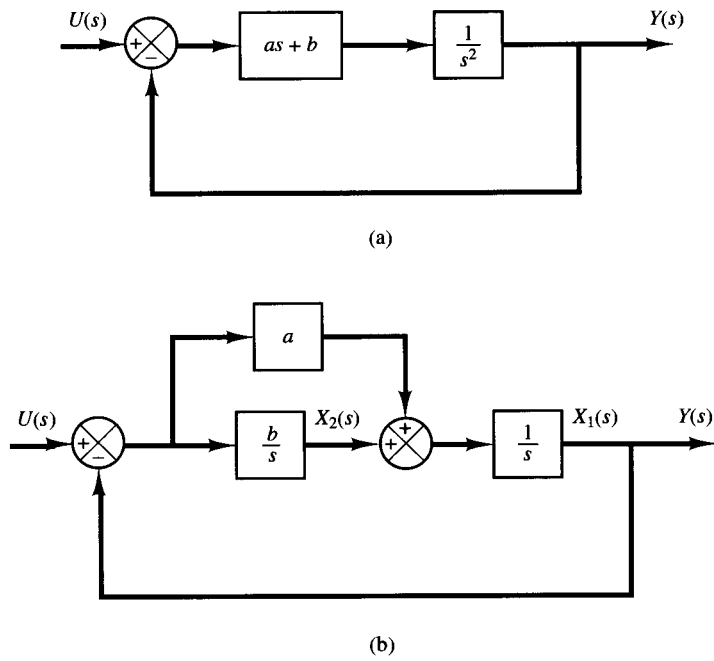 U(s)
Y(s)
+
−
as + b
1/s²
(a)
a
U(s)
X₂(s)
X₁(s)
Y(s)
+
−
b/s
+
+
1/s
(b)